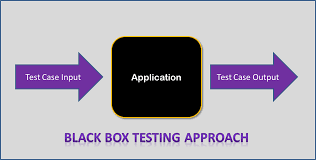 Test Case Input
Application
Test Case Output
BLACK BOX TESTING APPROACH